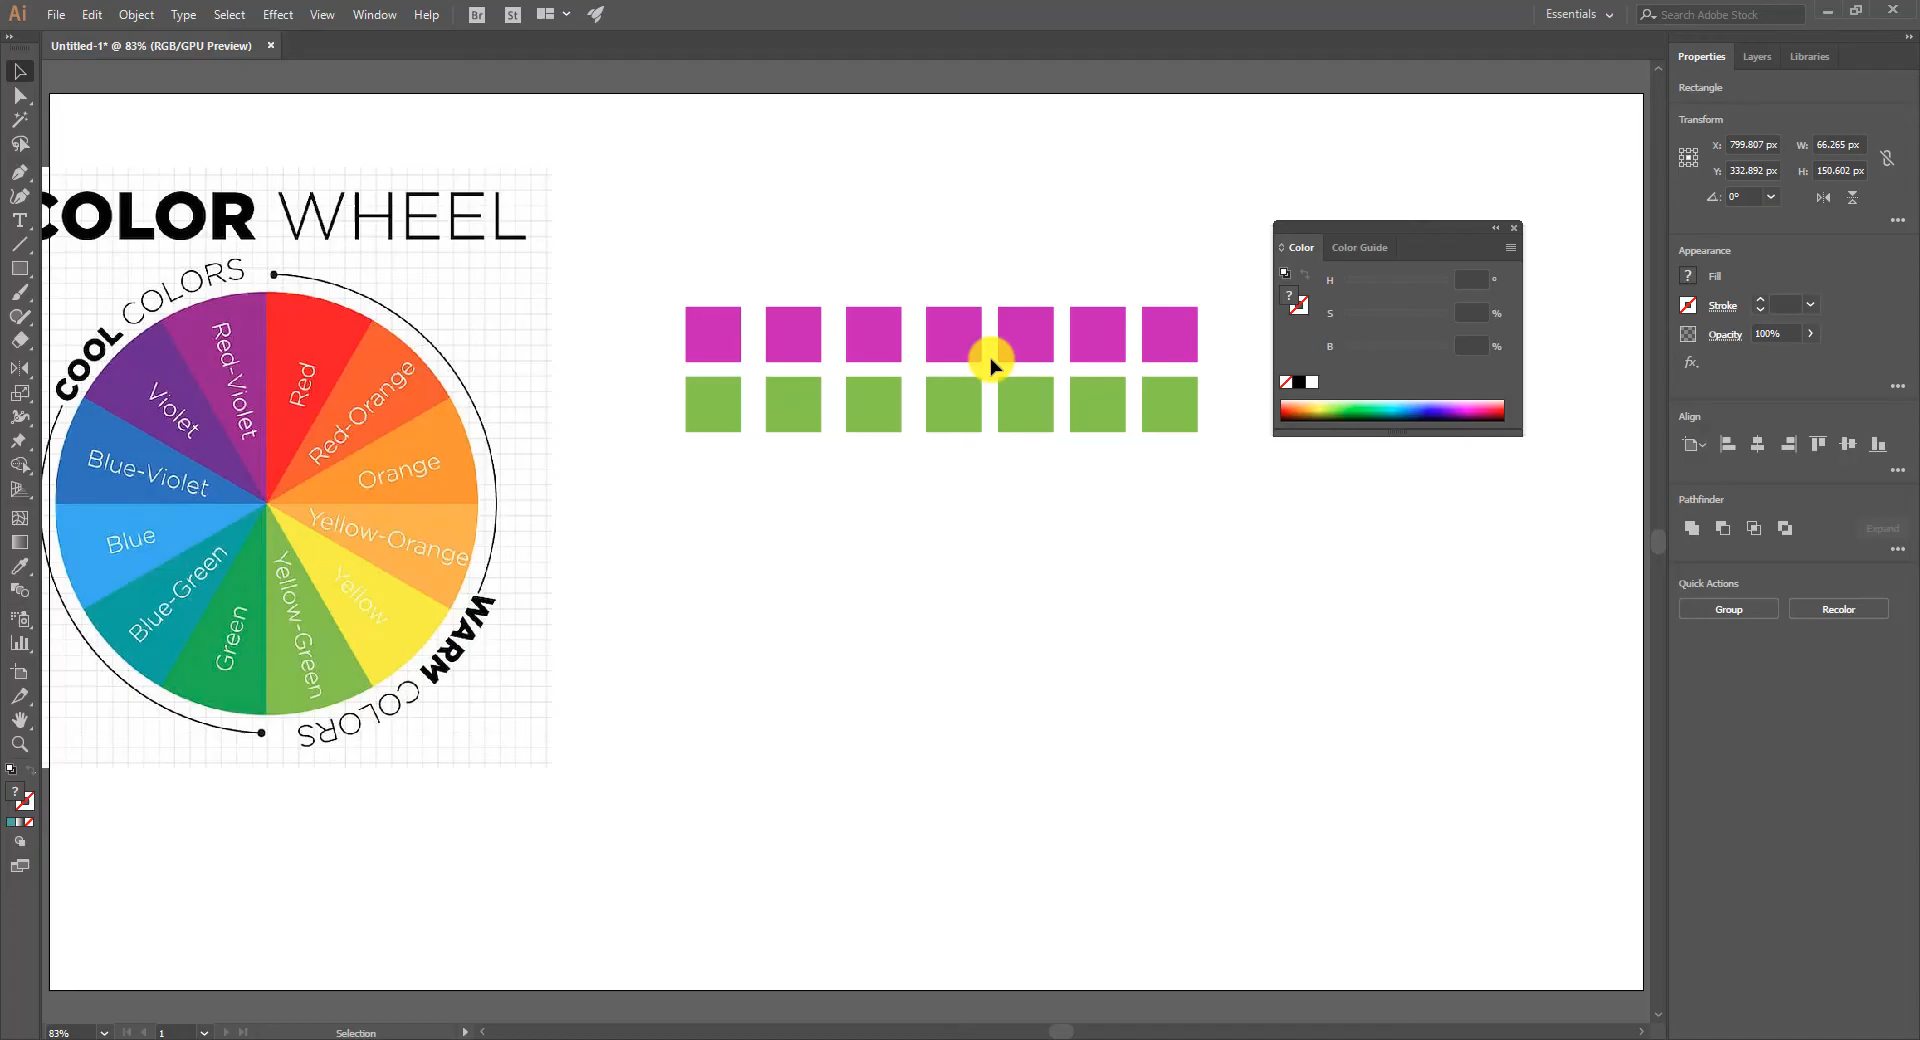 Ai File Edit Object Type Select Effect View Window Help Br St Essentials Search Adobe Stock
Untitled-1* @ 83% (RGB/GPU Preview)
COLOR WHEEL
COOL COLORS
Red
Red-Orange
Orange
Yellow-Orange
Yellow
Yellow-Green
Green
Blue-Green
Blue
Blue-Violet
Violet
Red-Violet
WARM COLORS
Color Color Guide
H °
? S %
B %
Properties Layers Libraries
Rectangle
Transform
X: 799.807 px W: 66.265 px
Y: 332.892 px H: 150.602 px
0°
Appearance
? Fill
Stroke
Opacity 100%
fx.
Align
Pathfinder
Expand
Quick Actions
Group Recolor
?
83% 1 Selection